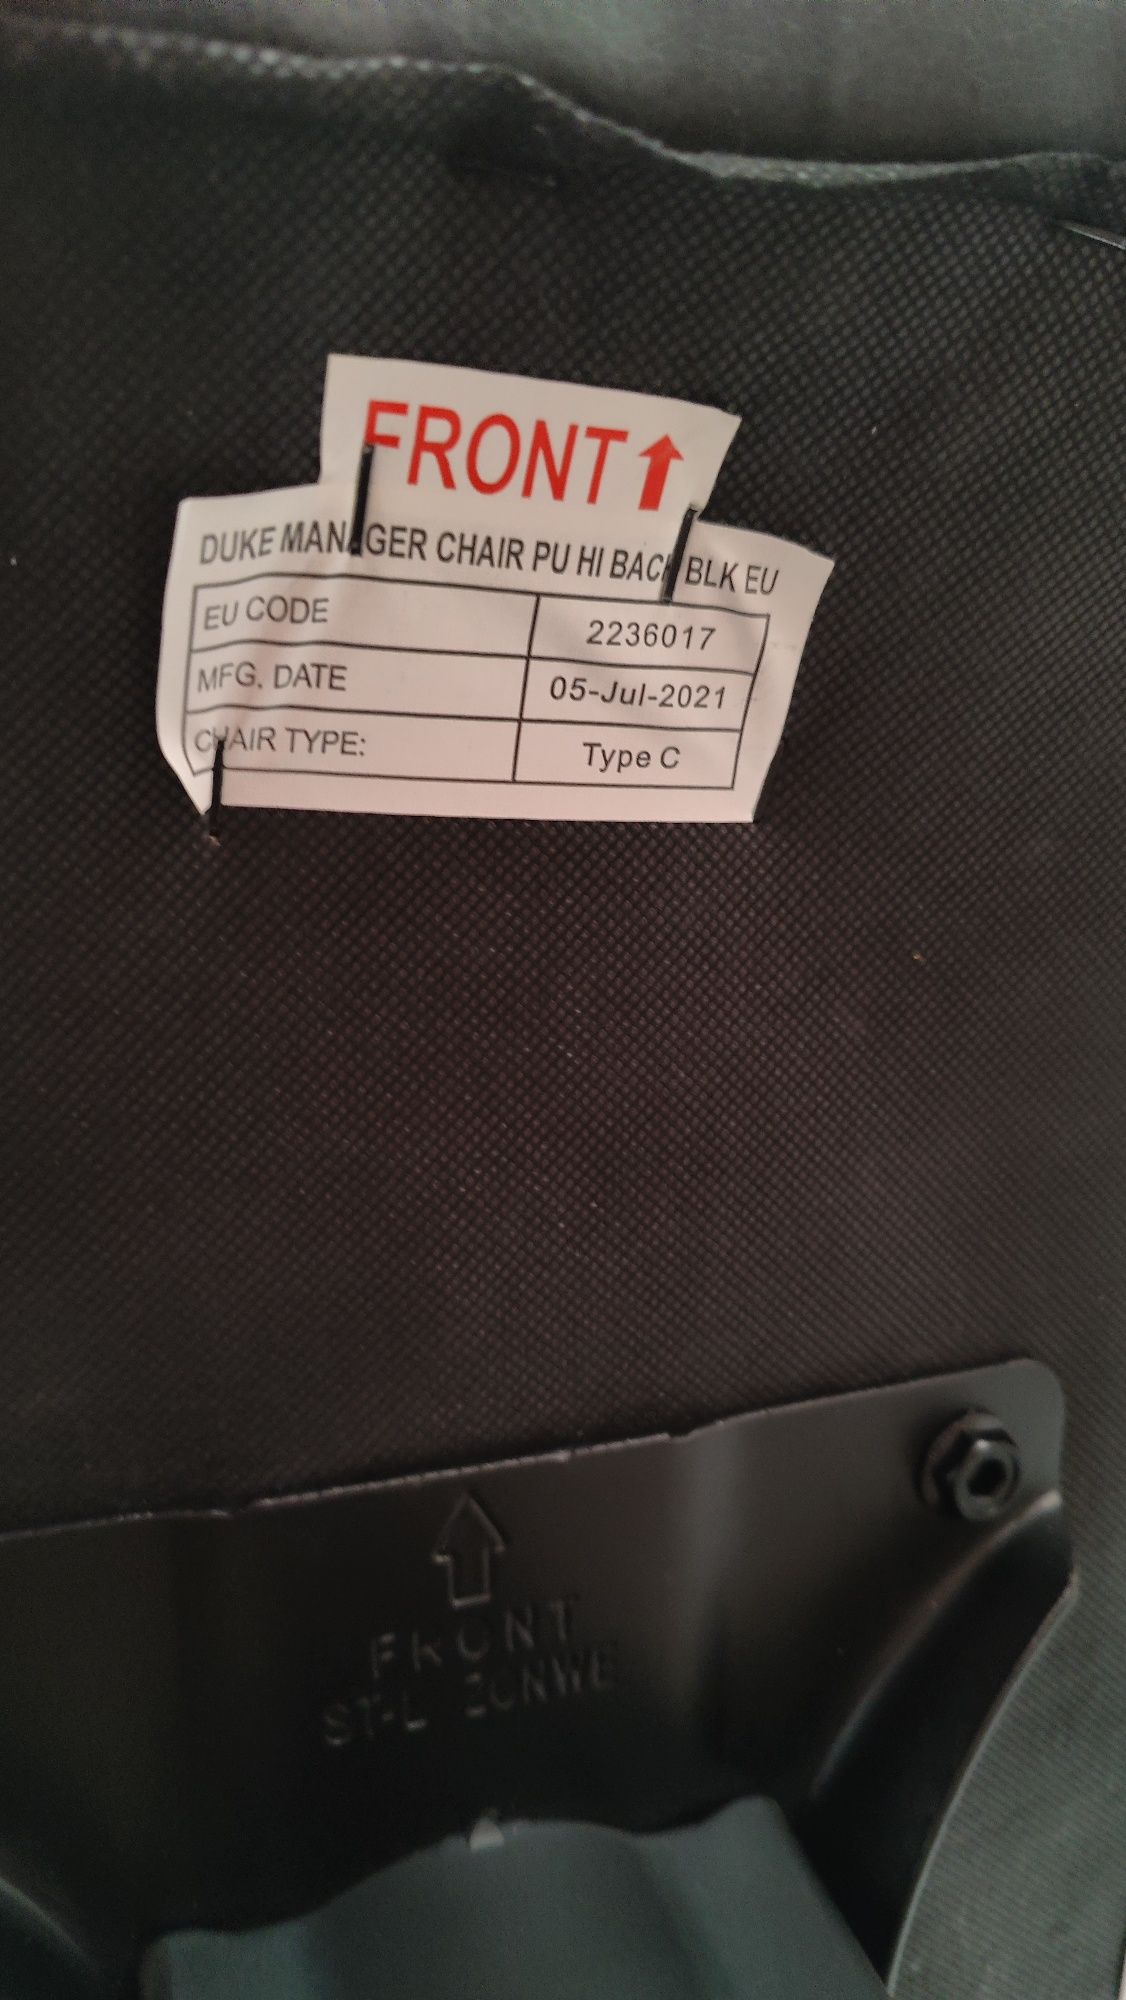 FRONT
DUKE MANAGER CHAIR PU HI BACK BLK EU
EU CODE 2236017
MFG. DATE 05-Jul-2021
CHAIR TYPE: Type C
FRONT
ST-L